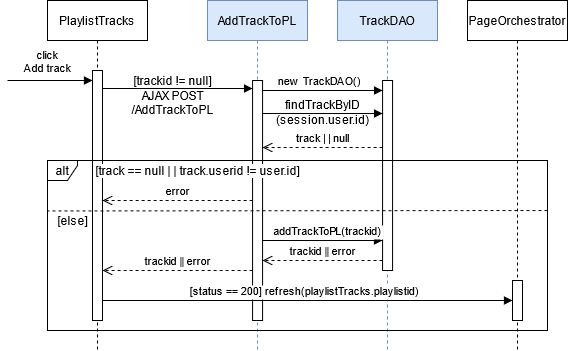 PlaylistTracks
AddTrackToPL
TrackDAO
PageOrchestrator
click
Add track
[trackid != null]
AJAX POST
/AddTrackToPL
new TrackDAO()
findTrackByID
(session.user.id)
track | | null
alt
[track == null | | track.userid != user.id]
error
[else]
addTrackToPL(trackid)
trackid || error
trackid || error
[status == 200] refresh(playlistTracks.playlistid)